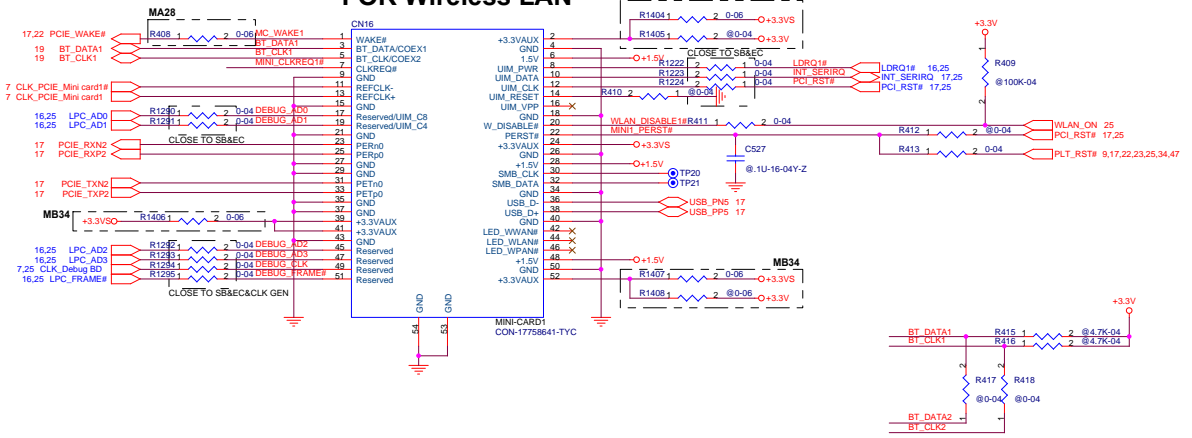 FOR Wireless LAN
MA28
17,22 PCIE_WAKE#
R408 1 2 0-06 MC_WAKE1
19 BT_DATA1
BT_DATA1
19 BT_CLK1
BT_CLK1
MINI_CLKREQ1#
7 CLK_PCIE_Mini card1#
7 CLK_PCIE_Mini card1
16,25 LPC_AD0
R1290 1 2 0-04 DEBUG_AD0
16,25 LPC_AD1
R1291 1 2 0-04 DEBUG_AD1
CLOSE TO SB&EC
17 PCIE_RXN2
17 PCIE_RXP2
17 PCIE_TXN2
17 PCIE_TXP2
MB34
+3.3VS
R1406 1 2 0-06
16,25 LPC_AD2
R1292 1 2 0-04 DEBUG_AD2
16,25 LPC_AD3
R1293 1 2 0-04 DEBUG_AD3
7,25 CLK_Debug BD
R1294 1 2 0-04 DEBUG_CLK
16,25 LPC_FRAME#
R1295 1 2 0-04 DEBUG_FRAME#
CLOSE TO SB&EC&CLK GEN
CN16
1 WAKE#
3 BT_DATA/COEX1
5 BT_CLK/COEX2
7 CLKREQ#
9 GND
11 REFCLK-
13 REFCLK+
15 GND
17 Reserved/UIM_C8
19 Reserved/UIM_C4
21 GND
23 PERn0
25 PERp0
27 GND
29 GND
31 PETn0
33 PETp0
35 GND
37 GND
39 +3.3VAUX
41 +3.3VAUX
43 GND
45 Reserved
47 Reserved
49 Reserved
51 Reserved
+3.3VAUX 2
GND 4
1.5V 6
UIM_PWR 8
UIM_DATA 10
UIM_CLK 12
UIM_RESET 14
UIM_VPP 16
GND 18
W_DISABLE# 20
PERST# 22
+3.3VAUX 24
GND 26
+1.5V 28
SMB_CLK 30
SMB_DATA 32
GND 34
USB_D- 36
USB_D+ 38
GND 40
LED_WWAN# 42
LED_WLAN# 44
LED_WPAN# 46
+1.5V 48
GND 50
+3.3VAUX 52
GND 54
GND 53
MINI-CARD1
CON-17758641-TYC
R1404 1 2 0-06 +3.3VS
R1405 1 2 @0-04 +3.3V
+1.5V
CLOSE TO SB&EC
R1222 1 2 0-04 LDRQ1# LDRQ1# 16,25
R1223 1 2 0-04 INT_SERIRQ INT_SERIRQ 17,25
R1224 1 2 0-04 PCI_RST# PCI_RST# 17,25
R410 1 2 @0-04
+3.3V
R409
@100K-04
1
2
WLAN_DISABLE1# R411 1 2 0-04
WLAN_ON 25
MINI1_PERST#
R412 1 2 @0-04
PCI_RST# 17,25
R413 1 2 0-04
PLT_RST# 9,17,22,23,25,34,47
+3.3VS
C527
@.1U-16-04Y-Z
+1.5V
TP20
TP21
USB_PN5 17
USB_PP5 17
+1.5V
MB34
R1407 1 2 0-06 +3.3VS
R1408 1 2 @0-06 +3.3V
+3.3V
BT_DATA1
R415 1 2 @4.7K-04
BT_CLK1
R416 1 2 @4.7K-04
2 2
R417 R418
@0-04 @0-04
1 1
BT_DATA2
BT_CLK2